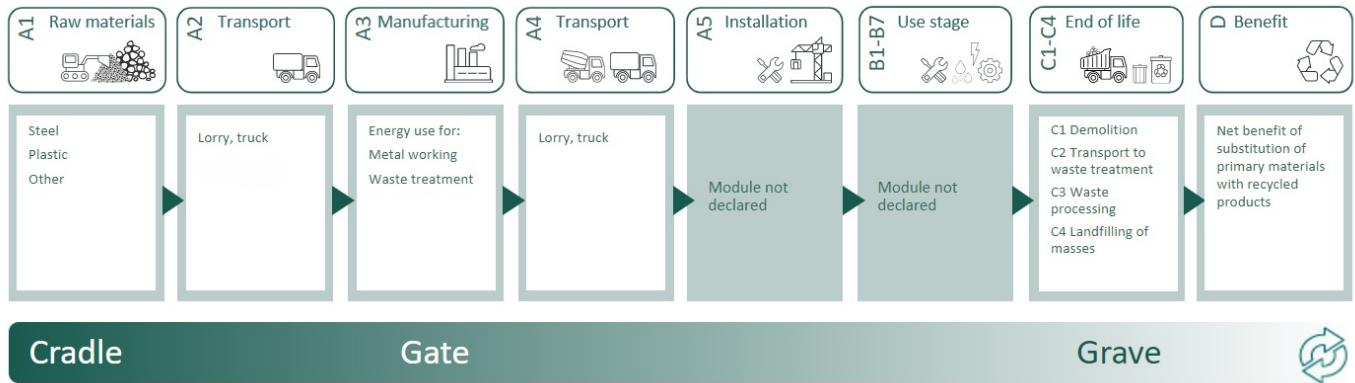 A1 Raw materials
A2 Transport
A3 Manufacturing
A4 Transport
A5 Installation
B1-B7 Use stage
C1-C4 End of life
D Benefit
Steel
Plastic
Other
Lorry, truck
Energy use for:
Metal working
Waste treatment
Lorry, truck
Module not
declared
Module not
declared
C1 Demolition
C2 Transport to
waste treatment
C3 Waste
processing
C4 Landfilling of
masses
Net benefit of
substitution of
primary materials
with recycled
products
Cradle
Gate
Grave